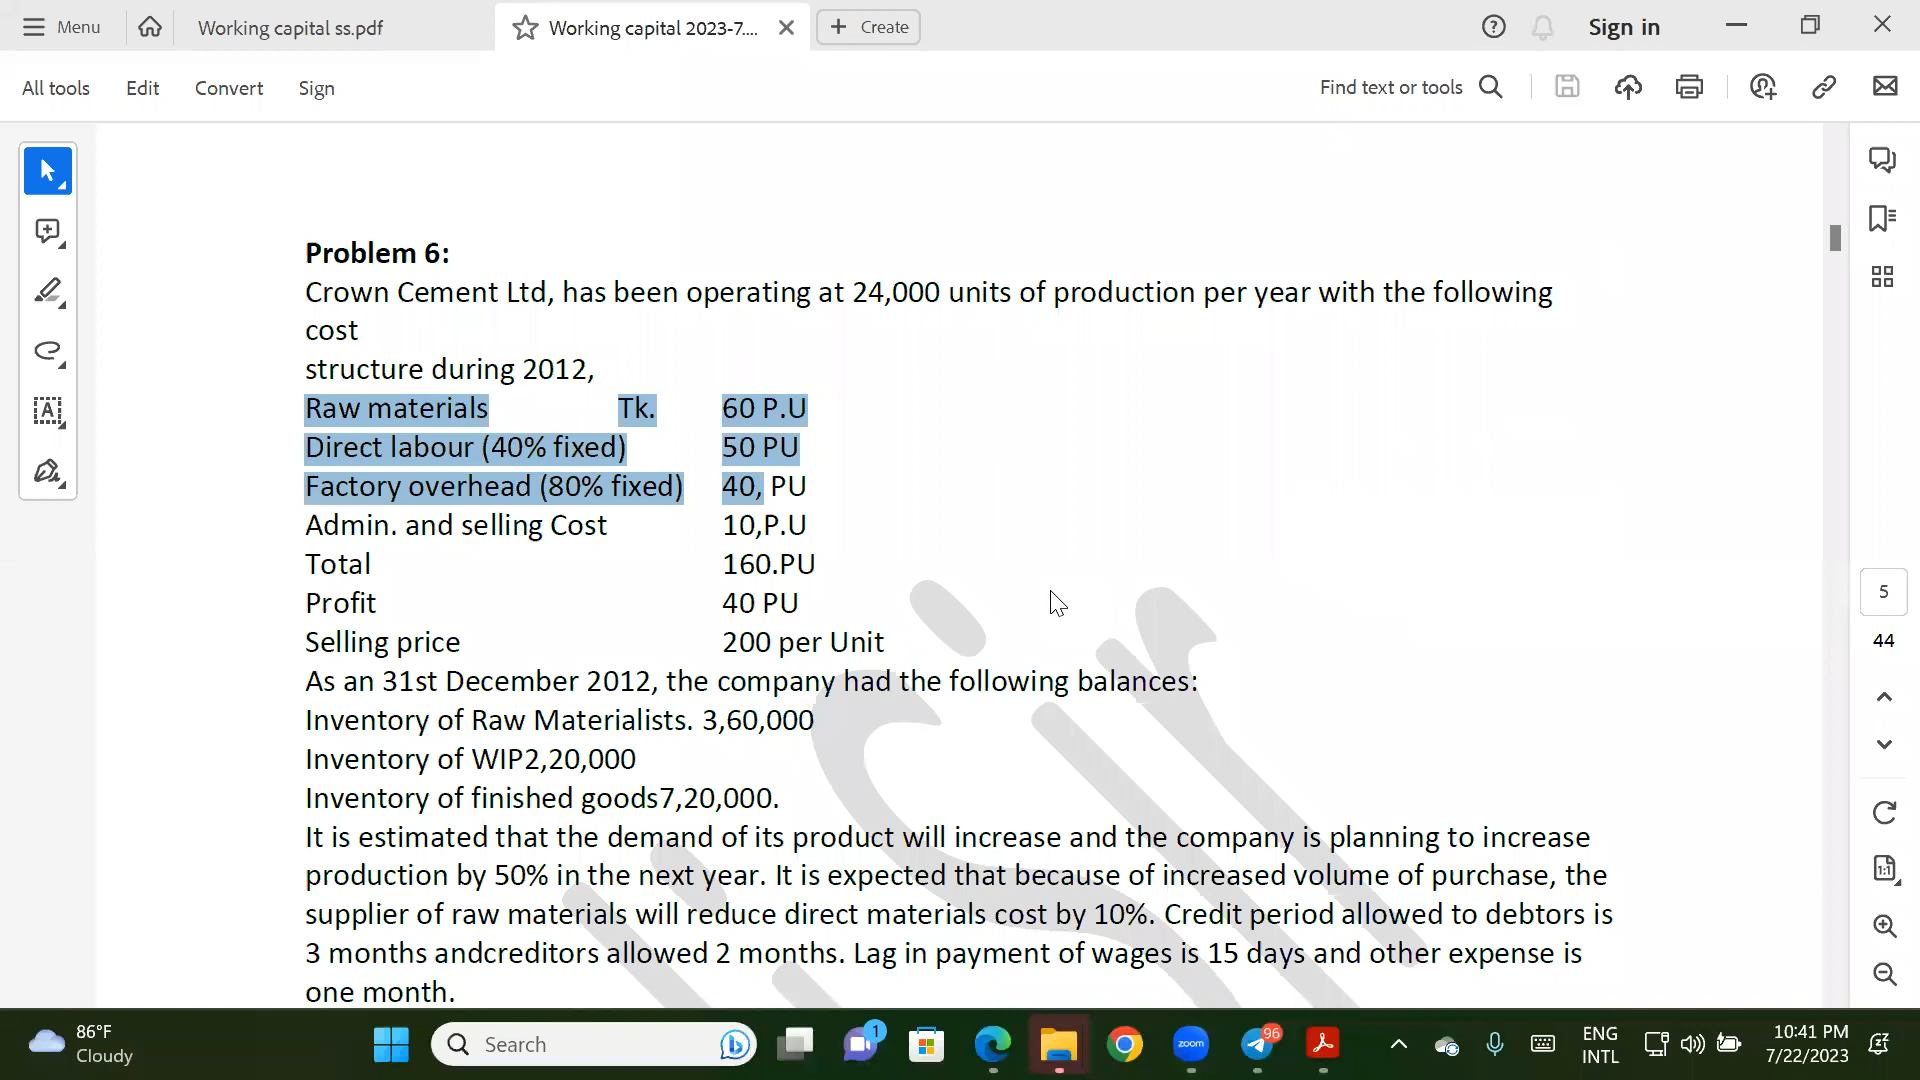 Menu
Working capital ss.pdf
Working capital 2023-7....
Create
Sign in
All tools
Edit
Convert
Sign
Find text or tools
Problem 6:
Crown Cement Ltd, has been operating at 24,000 units of production per year with the following
cost
structure during 2012,
Raw materials Tk. 60 P.U
Direct labour (40% fixed) 50 PU
Factory overhead (80% fixed) 40, PU
Admin. and selling Cost 10,P.U
Total 160.PU
Profit 40 PU
Selling price 200 per Unit
As an 31st December 2012, the company had the following balances:
Inventory of Raw Materialists. 3,60,000
Inventory of WIP2,20,000
Inventory of finished goods7,20,000.
It is estimated that the demand of its product will increase and the company is planning to increase
production by 50% in the next year. It is expected that because of increased volume of purchase, the
supplier of raw materials will reduce direct materials cost by 10%. Credit period allowed to debtors is
3 months andcreditors allowed 2 months. Lag in payment of wages is 15 days and other expense is
one month.
5
44
1:1
86°F
Cloudy
Search
1
zoom
96
ENG
INTL
10:41 PM
7/22/2023